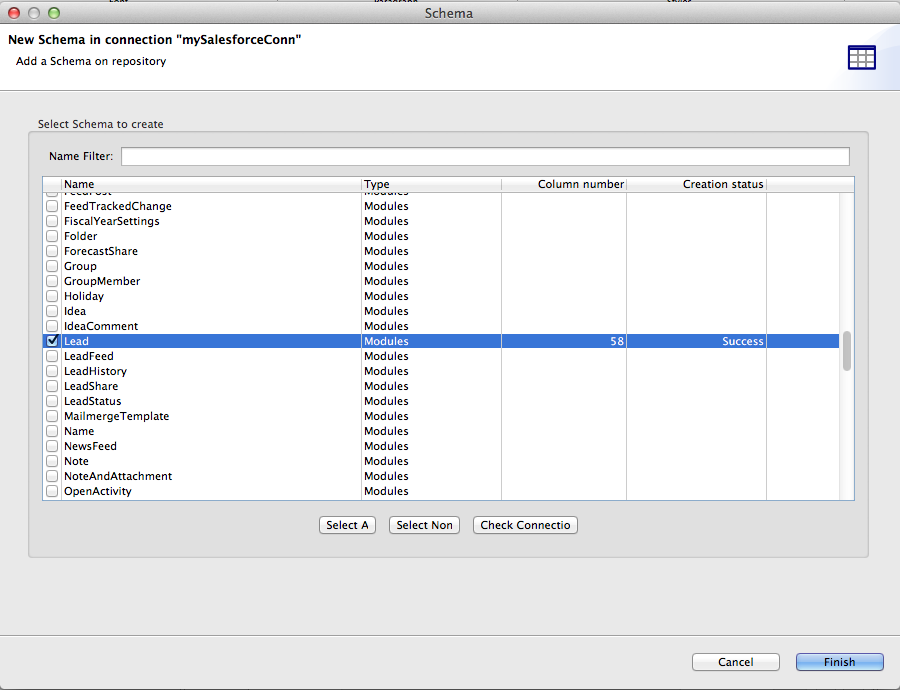 Schema
New Schema in connection "mySalesforceConn"
Add a Schema on repository
Select Schema to create
Name Filter:
Name Type Column number Creation status
FeedTrackedChange Modules
FiscalYearSettings Modules
Folder Modules
ForecastShare Modules
Group Modules
GroupMember Modules
Holiday Modules
Idea Modules
IdeaComment Modules
Lead Modules 58 Success
LeadFeed Modules
LeadHistory Modules
LeadShare Modules
LeadStatus Modules
MailmergeTemplate Modules
Name Modules
NewsFeed Modules
Note Modules
NoteAndAttachment Modules
OpenActivity Modules
Select A Select Non Check Connectio
Cancel Finish